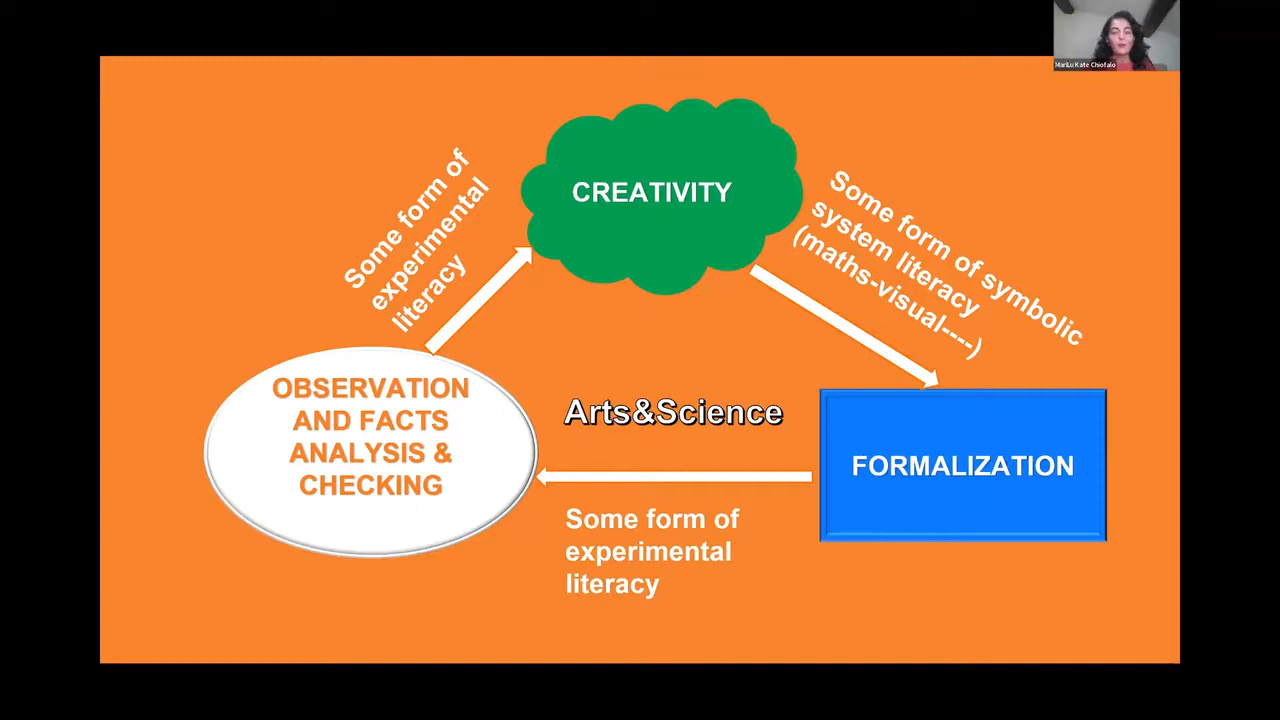 MariLu Kate Chiofalo
CREATIVITY
Some form of
experimental
literacy
Some form of symbolic
system literacy
(maths-visual----)
OBSERVATION
AND FACTS
ANALYSIS &
CHECKING
Arts&Science
FORMALIZATION
Some form of
experimental
literacy